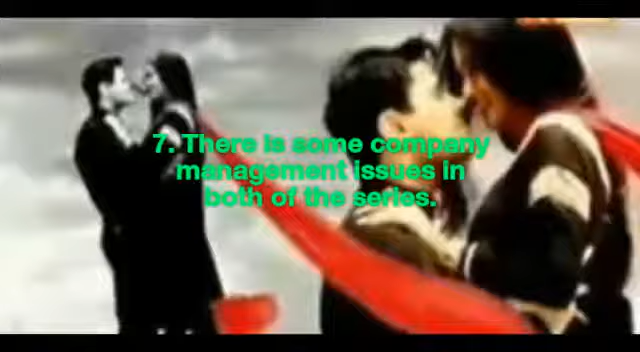 7. There is some company
management issues in
both of the series.